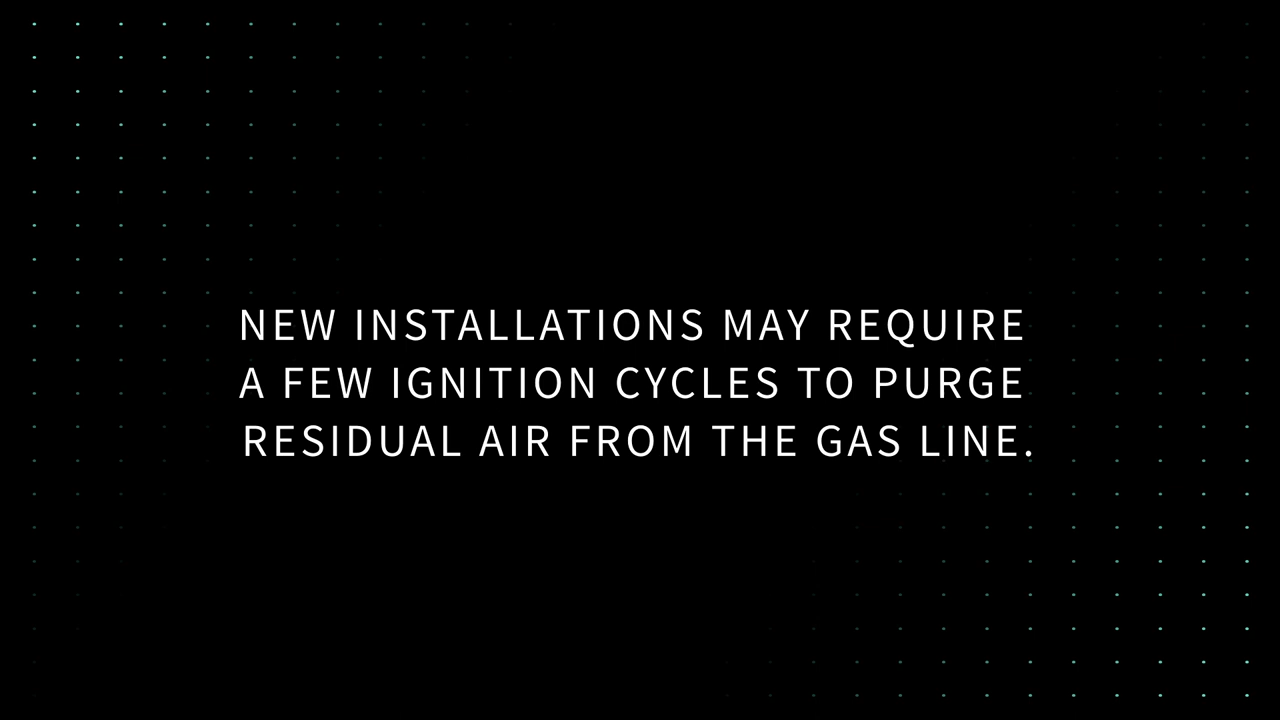 NEW INSTALLATIONS MAY REQUIRE
A FEW IGNITION CYCLES TO PURGE
RESIDUAL AIR FROM THE GAS LINE.